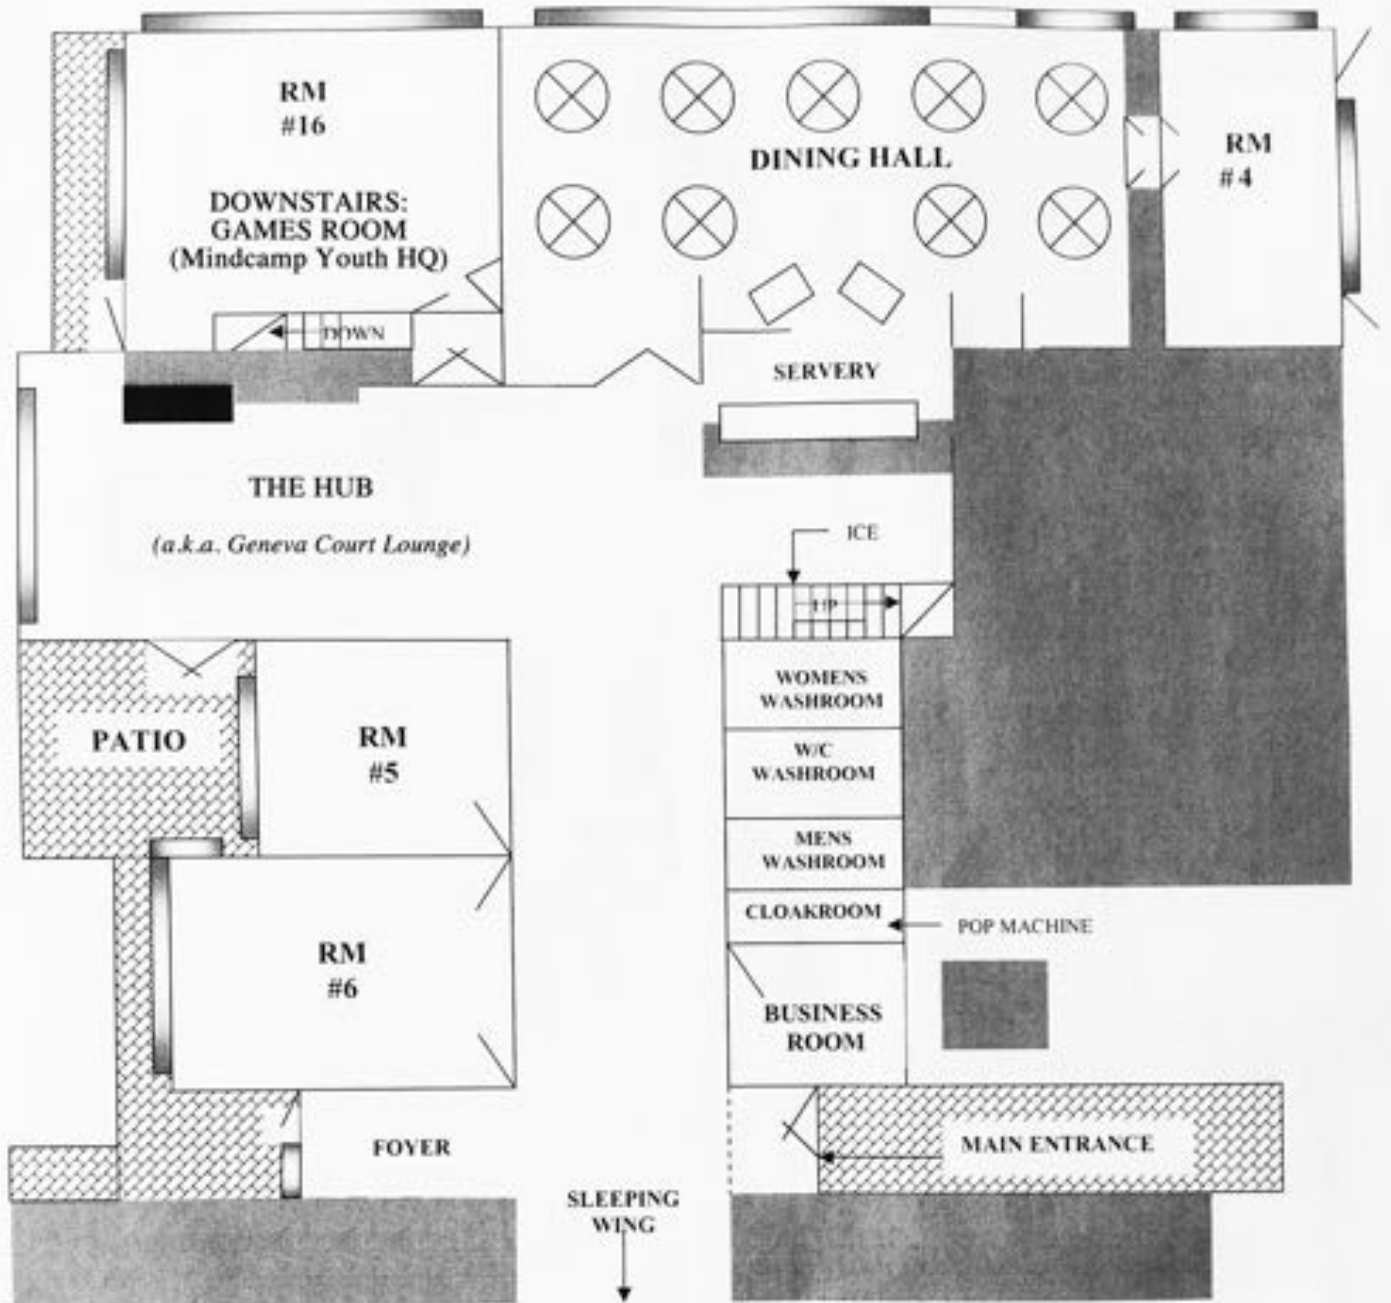 RM
#16
DOWNSTAIRS:
GAMES ROOM
(Mindcamp Youth HQ)
DOWN
DINING HALL
RM
#4
SERVERY
THE HUB
(a.k.a. Geneva Court Lounge)
ICE
UP
WOMENS
WASHROOM
PATIO
RM
#5
W/C
WASHROOM
MENS
WASHROOM
CLOAKROOM
POP MACHINE
RM
#6
BUSINESS
ROOM
FOYER
MAIN ENTRANCE
SLEEPING
WING